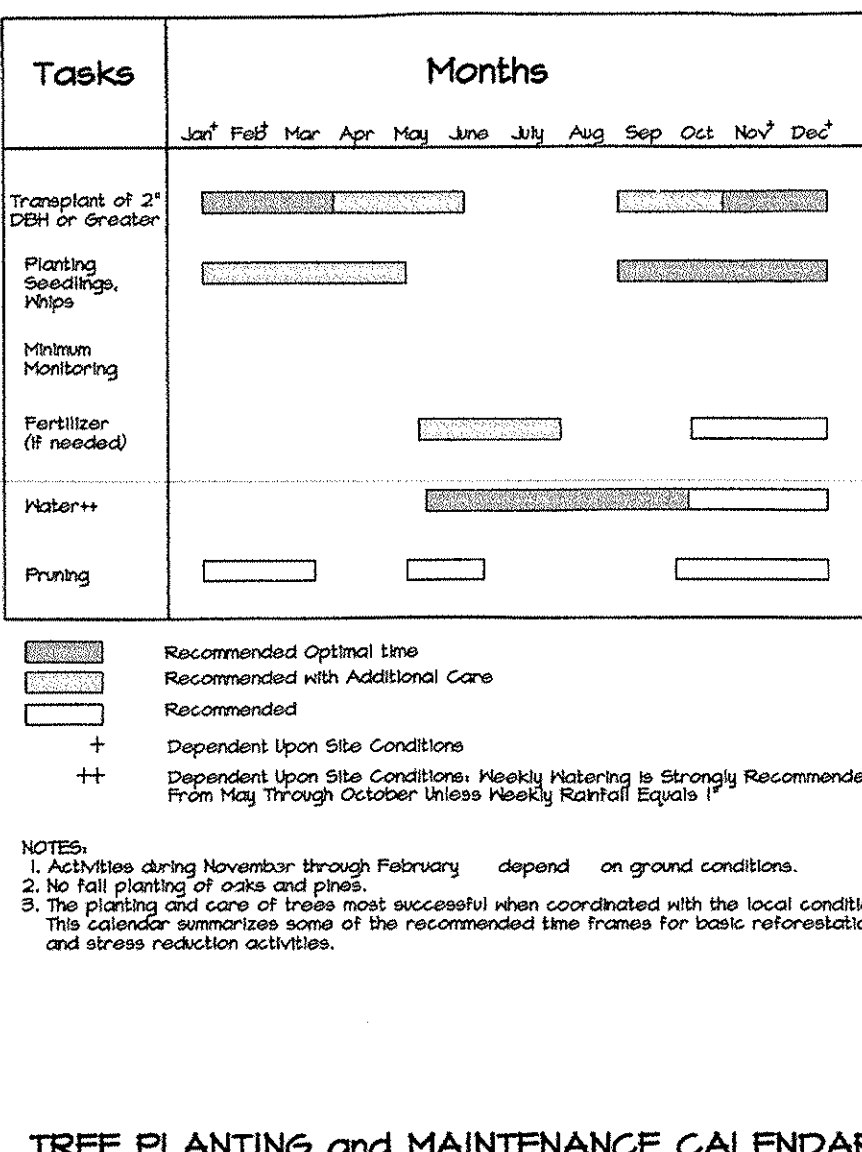 Tasks
Months
Jan+ Feb+ Mar Apr May June July Aug Sep Oct Nov+ Dec+
Transplant of 2"
DBH or Greater
Planting
Seedlings,
Whips
Minimum
Monitoring
Fertilizer
(if needed)
Water++
Pruning
Recommended Optimal time
Recommended with Additional Care
Recommended
+ Dependent Upon Site Conditions
++ Dependent Upon Site Conditions: Weekly Watering is Strongly Recommende
From May Through October Unless Weekly Rainfall Equals 1"
NOTES:
1. Activities during November through February depend on ground conditions.
2. No fall planting of oaks and pines.
3. The planting and care of trees most successful when coordinated with the local conditi
This calendar summarizes some of the recommended time frames for basic reforestatio
and stress reduction activities.
TREE PLANTING and MAINTENANCE CALENDAR